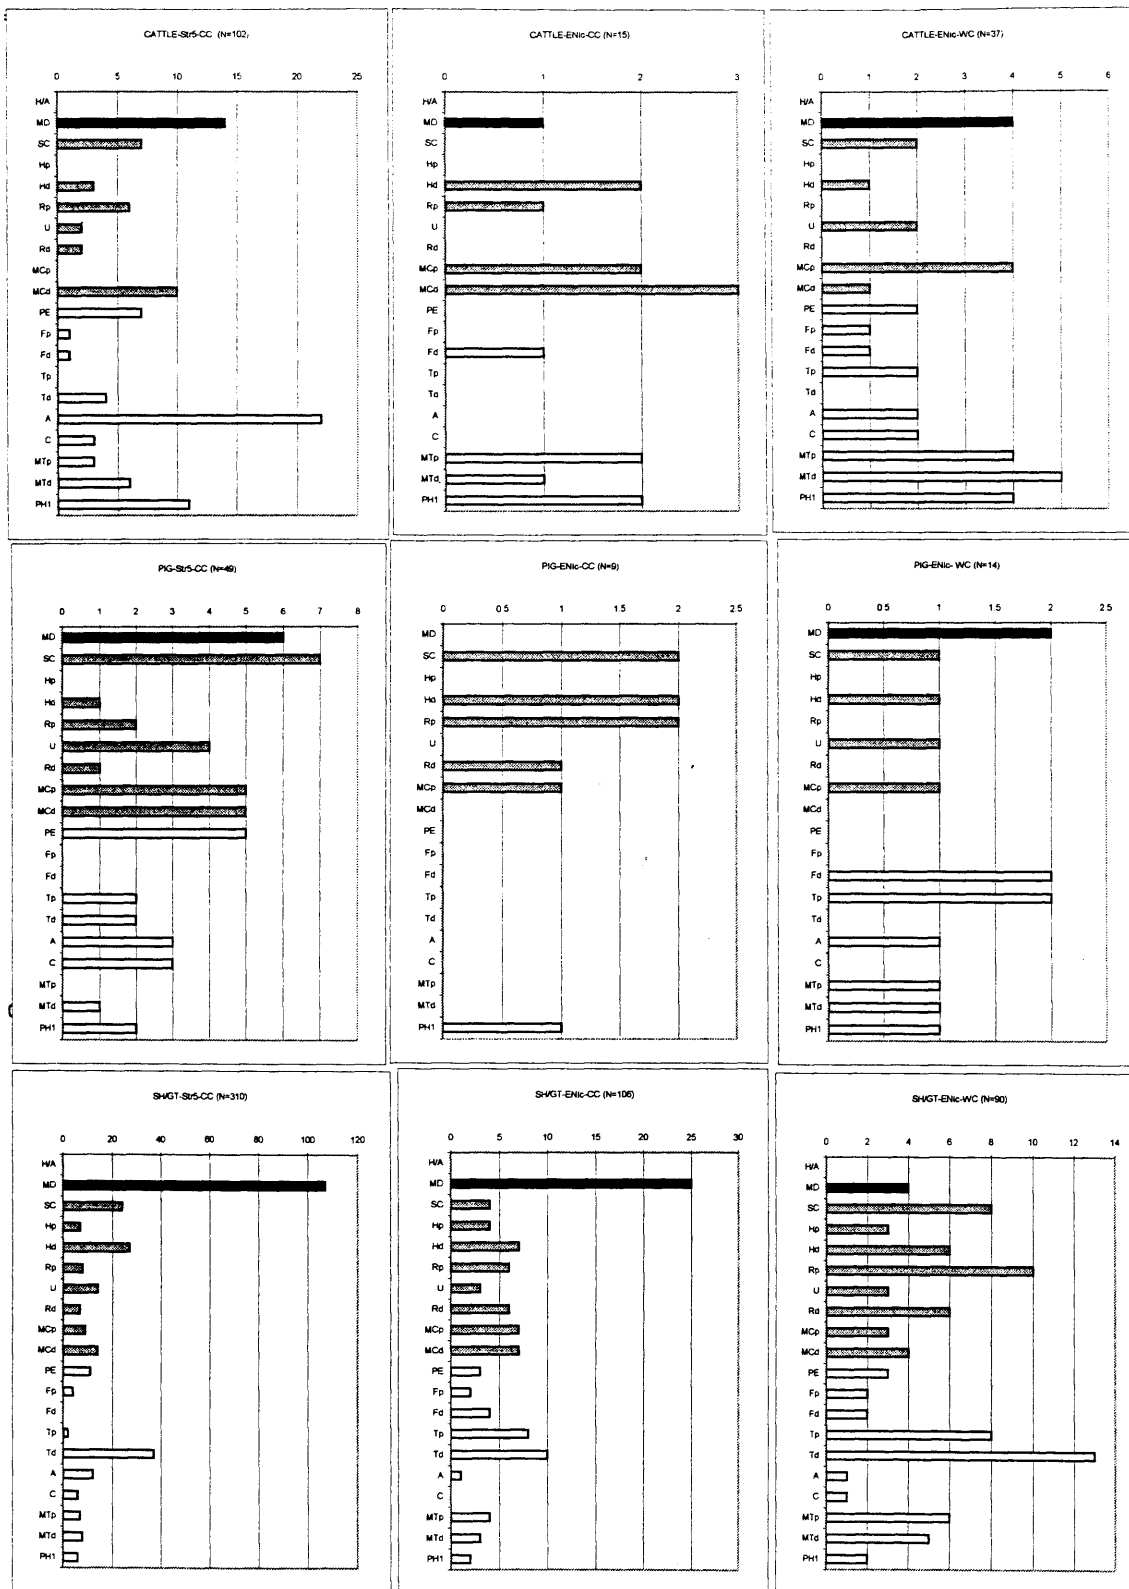 CATTLE-Str5-CC (N=102)
0 5 10 15 20 25
H/A
MD
SC
Hp
Hd
Rp
U
Rd
MCp
MCd
PE
Fp
Fd
Tp
Td
A
C
MTp
MTd
PH1
CATTLE-ENIc-CC (N=15)
0 1 2 3
H/A
MD
SC
Hp
Hd
Rp
U
Rd
MCp
MCd
PE
Fp
Fd
Tp
Td
A
C
MTp
MTd
PH1
CATTLE-ENIc-WC (N=37)
0 1 2 3 4 5 6
H/A
MD
SC
Hp
Hd
Rp
U
Rd
MCp
MCd
PE
Fp
Fd
Tp
Td
A
C
MTp
MTd
PH1
PIG-Str5-CC (N=49)
0 1 2 3 4 5 6 7 8
MD
SC
Hp
Hd
Rp
U
Rd
MCp
MCd
PE
Fp
Fd
Tp
Td
A
C
MTp
MTd
PH1
PIG-ENIc-CC (N=9)
0 0.5 1 1.5 2 2.5
MD
SC
Hp
Hd
Rp
U
Rd
MCp
MCd
PE
Fp
Fd
Tp
Td
A
C
MTp
MTd
PH1
PIG-ENIc- WC (N=14)
0 0.5 1 1.5 2 2.5
MD
SC
Hp
Hd
Rp
U
Rd
MCp
MCd
PE
Fp
Fd
Tp
Td
A
C
MTp
MTd
PH1
SH/GT-Str5-CC (N=310)
0 20 40 60 80 100 120
H/A
MD
SC
Hp
Hd
Rp
U
Rd
MCp
MCd
PE
Fp
Fd
Tp
Td
A
C
MTp
MTd
PH1
SH/GT-ENIc-CC (N=106)
0 5 10 15 20 25 30
H/A
MD
SC
Hp
Hd
Rp
U
Rd
MCp
MCd
PE
Fp
Fd
Tp
Td
A
C
MTp
MTd
PH1
SH/GT-ENIc-WC (N=90)
0 2 4 6 8 10 12 14
H/A
MD
SC
Hp
Hd
Rp
U
Rd
MCp
MCd
PE
Fp
Fd
Tp
Td
A
C
MTp
MTd
PH1